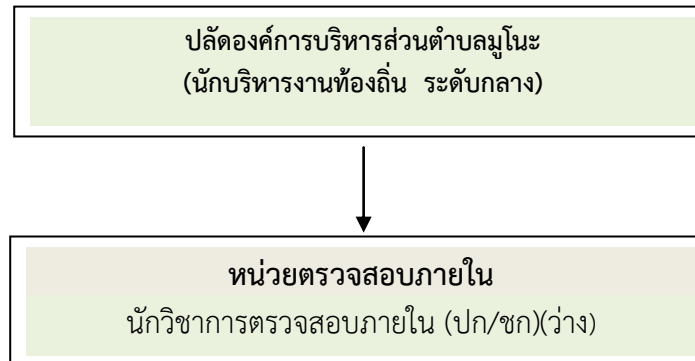 ปลัดองค์การบริหารส่วนตำบลมูโนะ
(นักบริหารงานท้องถิ่น ระดับกลาง)
หน่วยตรวจสอบภายใน
นักวิชาการตรวจสอบภายใน (ปก/ชก)(ว่าง)